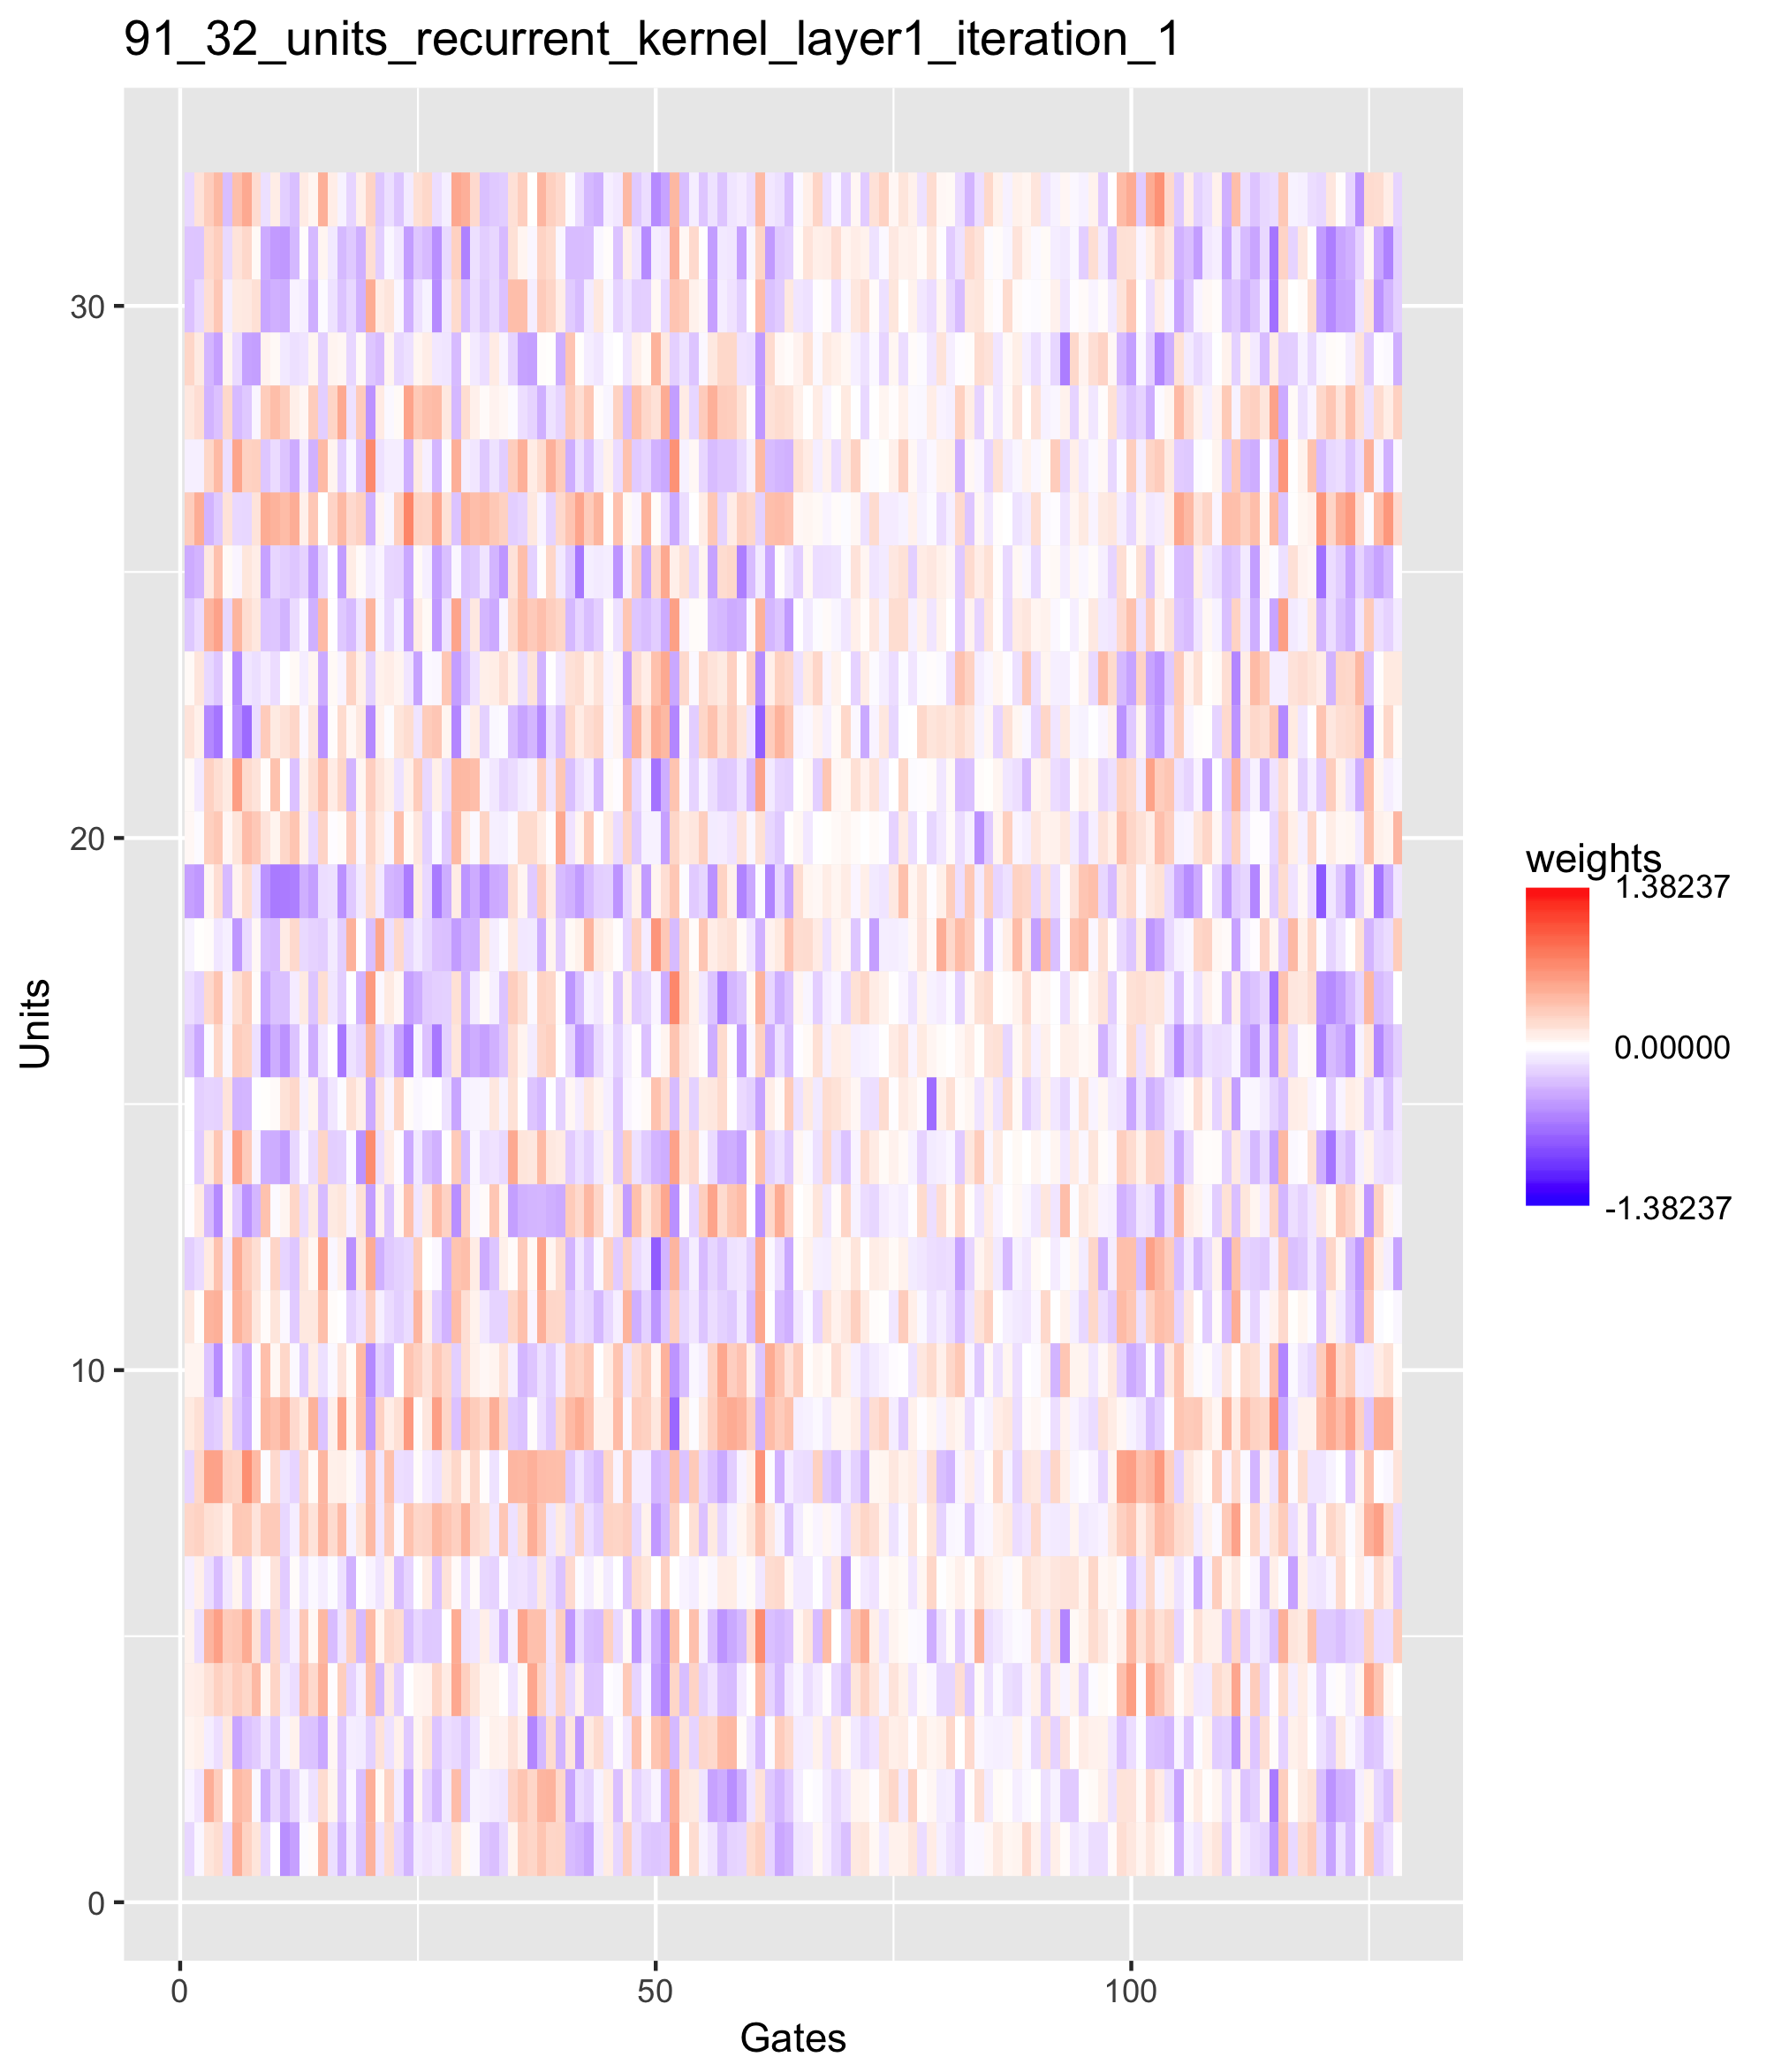 91_32_units_recurrent_kernel_layer1_iteration_1
30
20
10
0
Units
0
50
100
Gates
weights
1.38237
0.00000
-1.38237